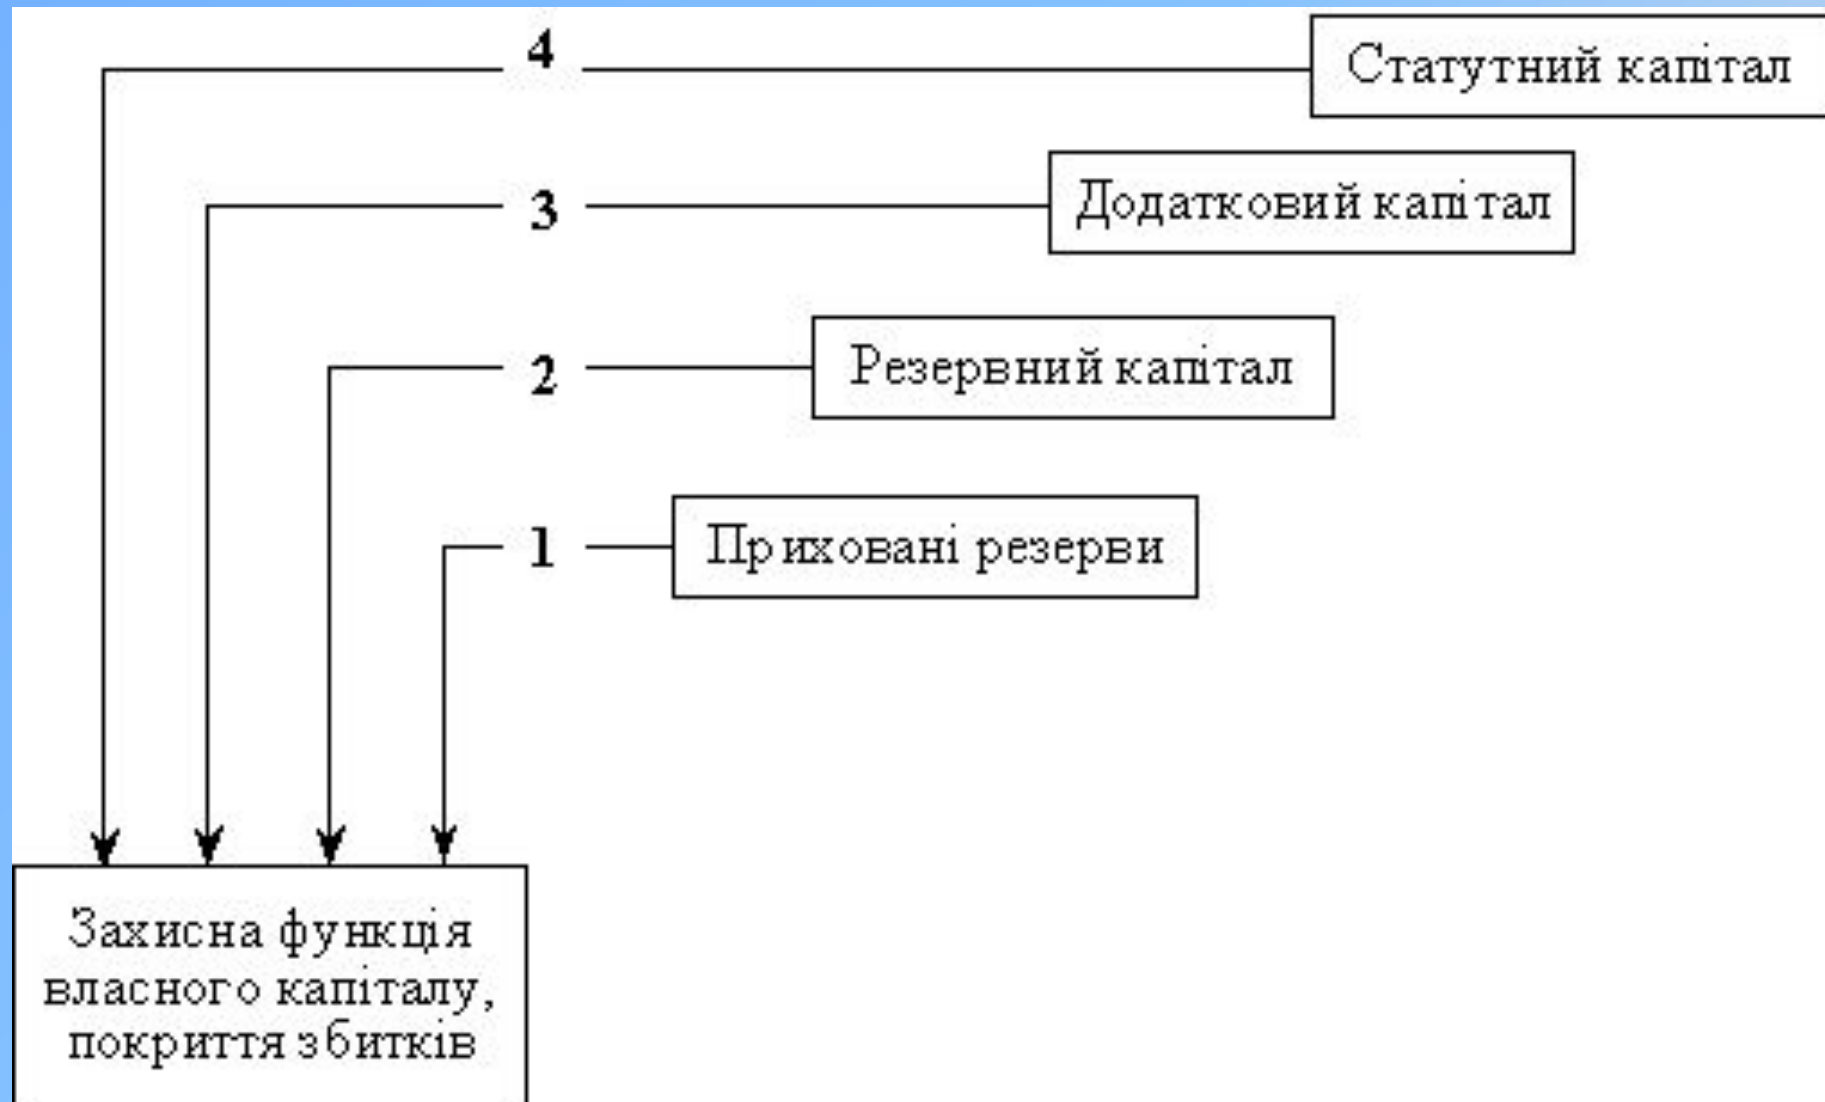 4
Статутний капітал
3
Додатковий капітал
2
Резервний капітал
1
Приховані резерви
Захисна функція
власного капіталу,
покриття збитків